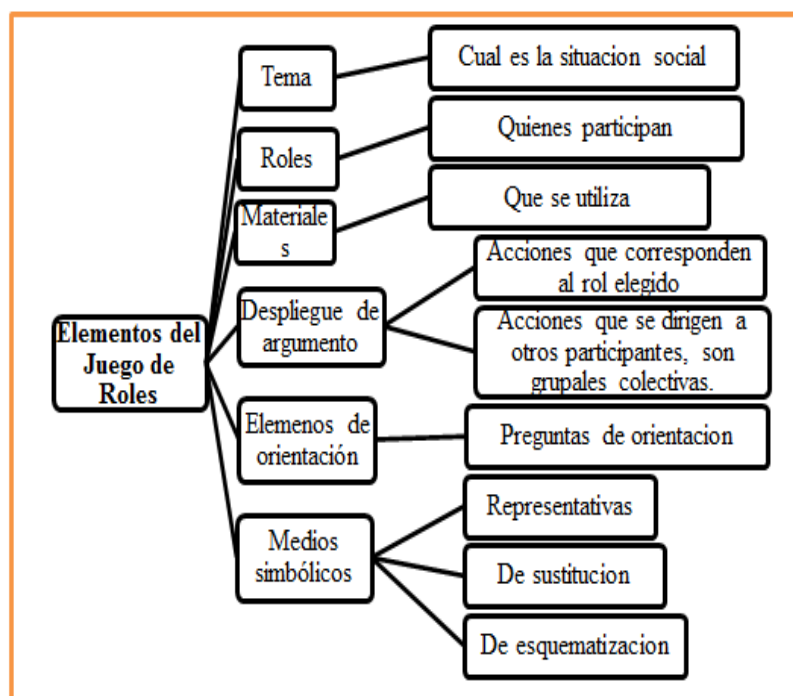 Elementos del
Juego de
Roles
Tema
Cual es la situacion social
Roles
Quienes participan
Materiale
s
Que se utiliza
Despliegue de
argumento
Acciones que corresponden
al rol elegido
Acciones que se dirigen a
otros participantes, son
grupales colectivas.
Elemenos de
orientación
Preguntas de orientacion
Medios
simbólicos
Representativas
De sustitucion
De esquematizacion